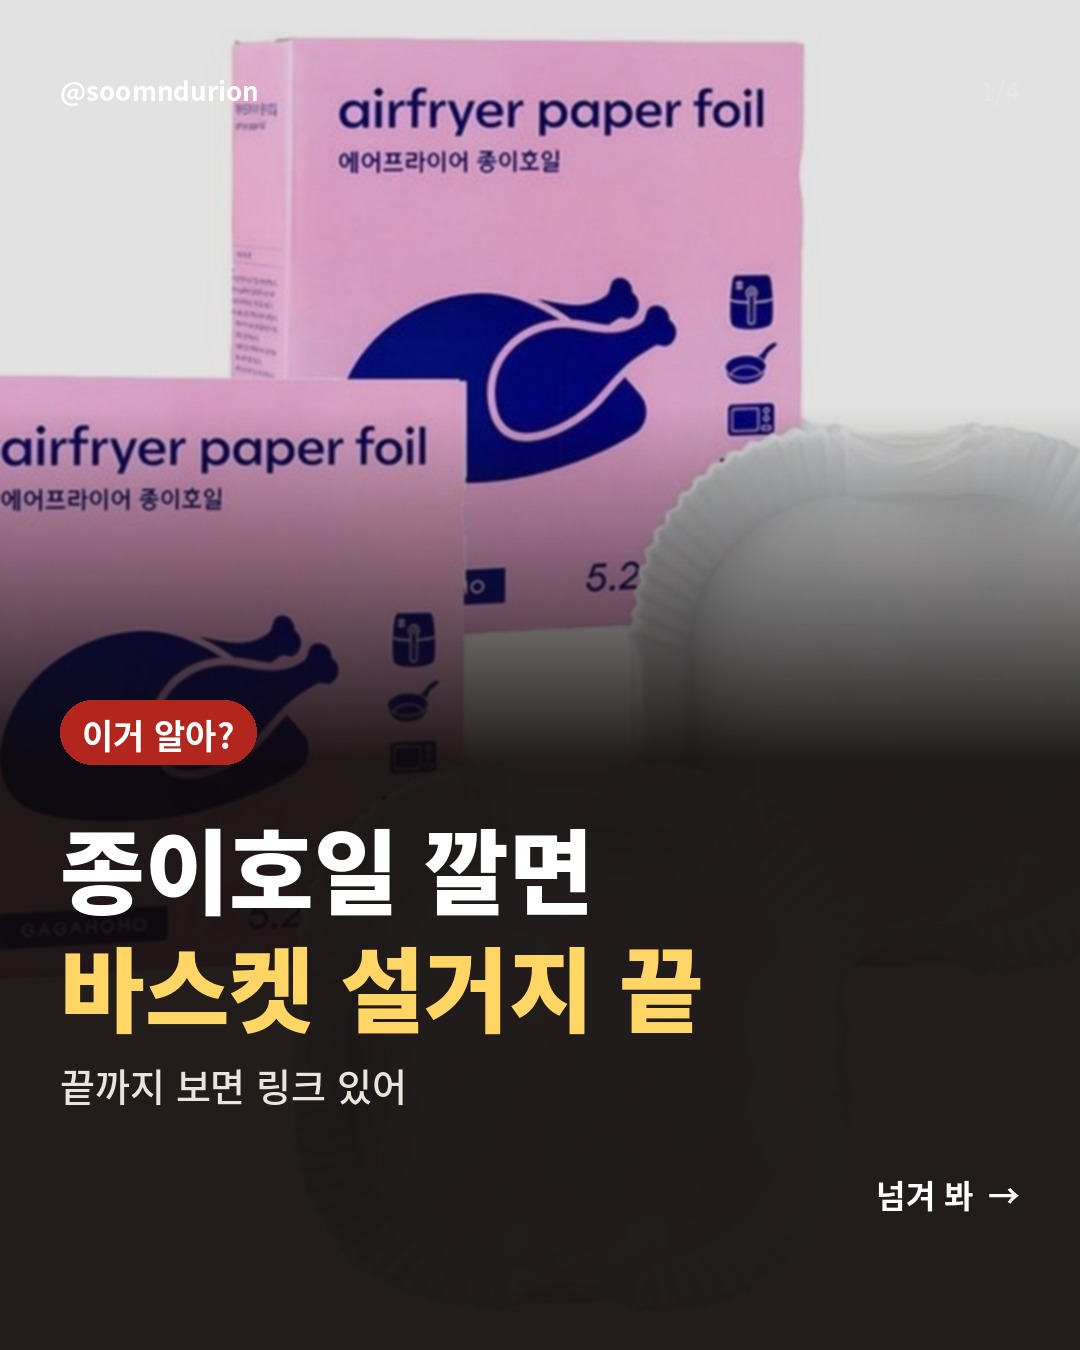 @soomndurion
1/4
airfryer paper foil
에어프라이어 종이호일
5.2
airfryer paper foil
에어프라이어 종이호일
이거 알아?
종이호일 깔면
GAGAHOHO
5.2
바스켓 설거지 끝
끝까지 보면 링크 있어
넘겨 봐 →